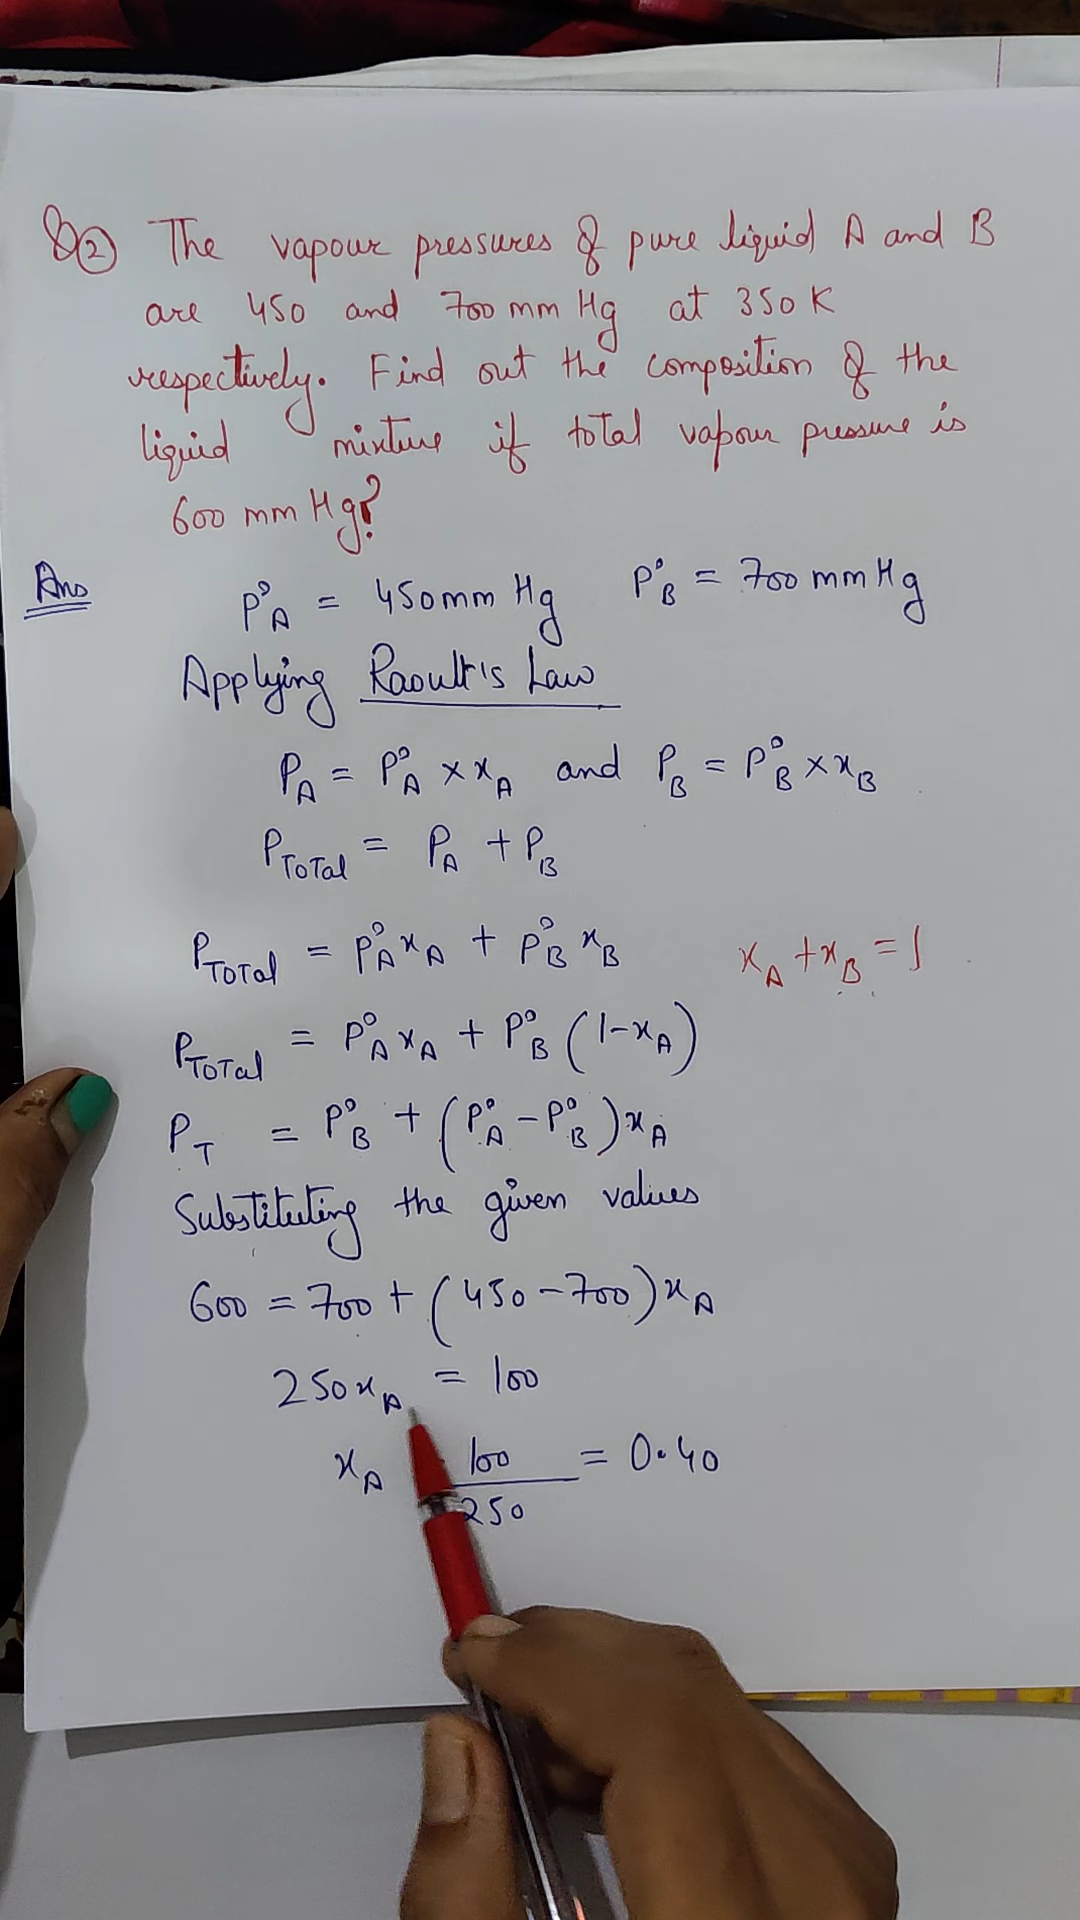 Q② The vapour pressures of pure liquid A and B
are 450 and 700 mm Hg at 350 K
respectively. Find out the composition of the
liquid mixture if total vapour pressure is
600 mm Hg?
Ans P°A = 450mm Hg P°B = 700 mm Hg
Applying Raoult's Law
PA = P°A × xA and PB = P°B × xB
PTOTal = PA + PB
PTOTal = P°A xA + P°B xB xA + xB = 1
PTOTal = P°A xA + P°B (1-xA)
PT = P°B + (P°A - P°B) xA
Substituting the given values
600 = 700 + (450-700) xA
250xA = 100
xA 100/250 = 0.40